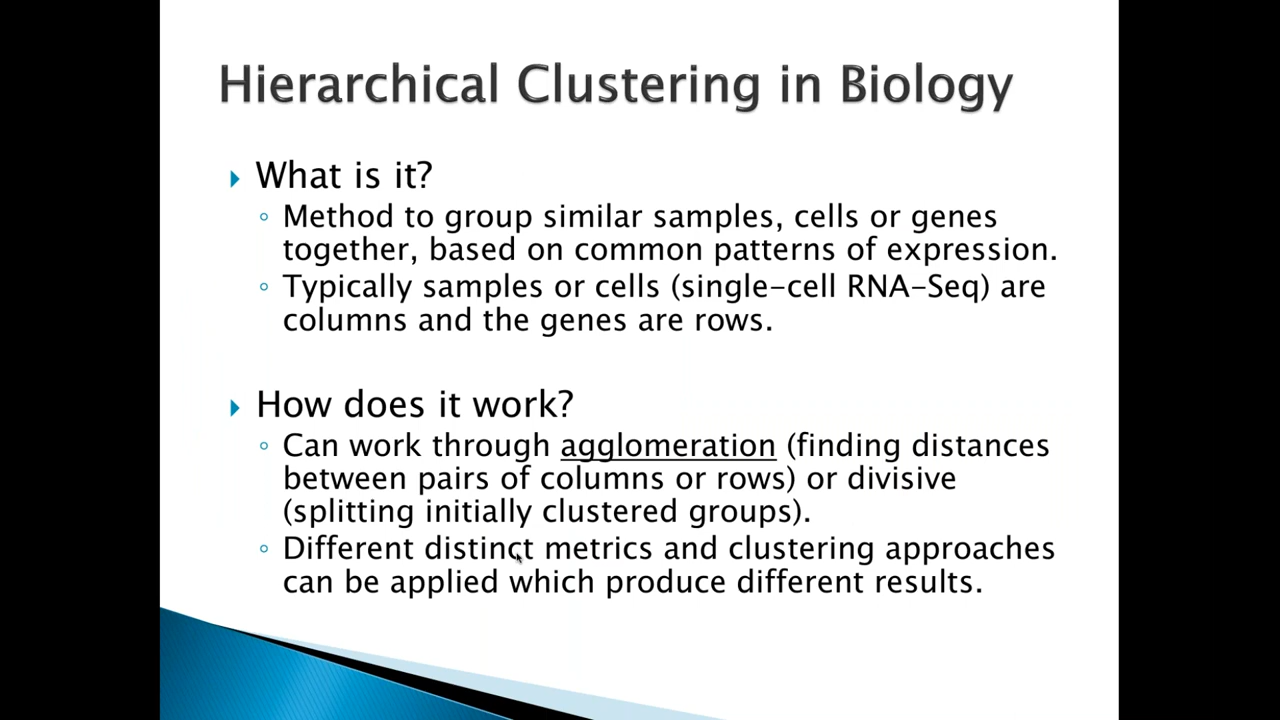 Hierarchical Clustering in Biology
What is it?
Method to group similar samples, cells or genes
together, based on common patterns of expression.
Typically samples or cells (single-cell RNA-Seq) are
columns and the genes are rows.
How does it work?
Can work through agglomeration (finding distances
between pairs of columns or rows) or divisive
(splitting initially clustered groups).
Different distinct metrics and clustering approaches
can be applied which produce different results.